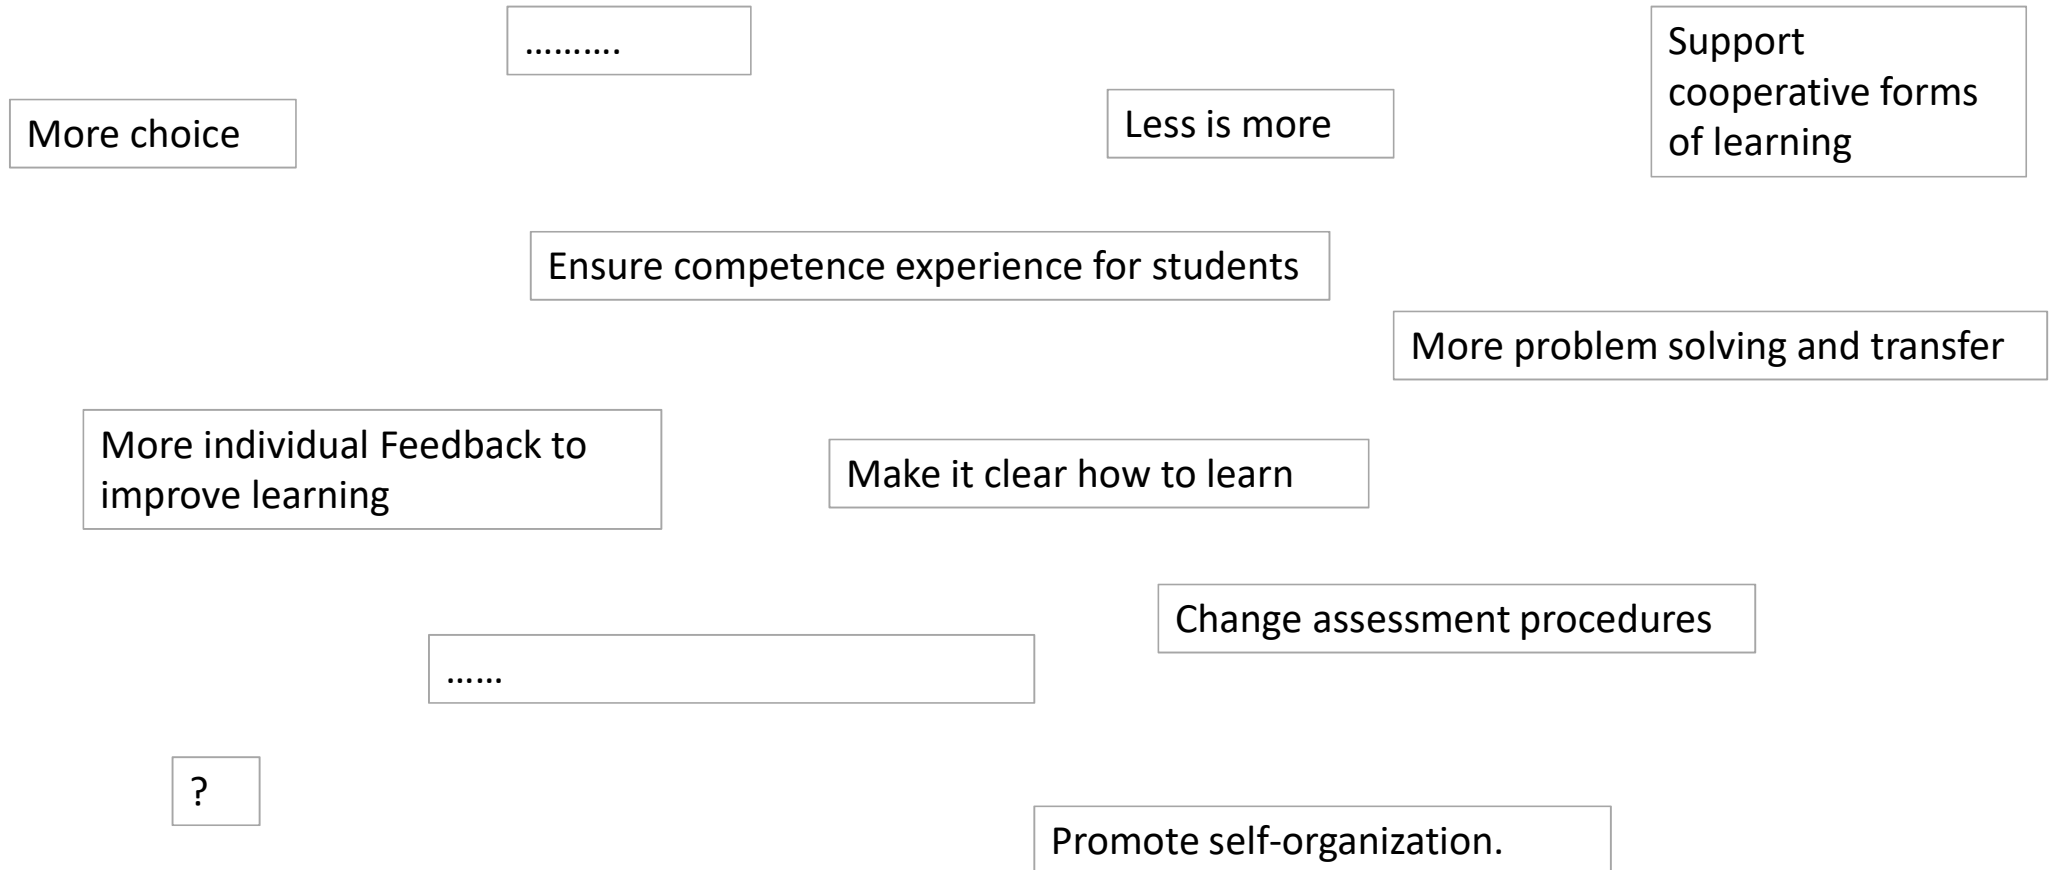 ……….
Support
cooperative forms
of learning
More choice
Less is more
Ensure competence experience for students
More problem solving and transfer
More individual Feedback to
improve learning
Make it clear how to learn
Change assessment procedures
……
?
Promote self-organization.